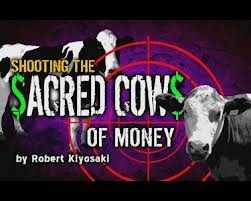 SHOOTING THE
$ACRED COW$
OF MONEY
by Robert Kiyosaki